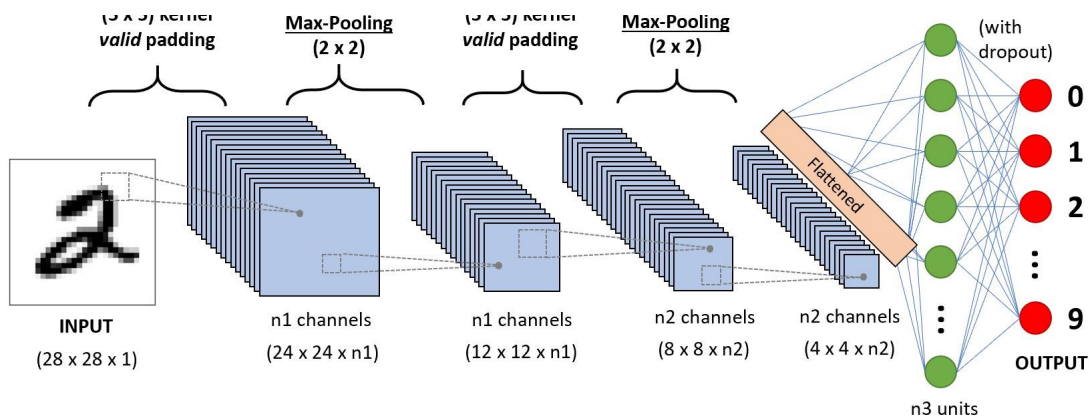 valid padding
Max-Pooling
(2 x 2)
valid padding
Max-Pooling
(2 x 2)
(with
dropout)
0
1
2
9
Flattened
INPUT
(28 x 28 x 1)
n1 channels
(24 x 24 x n1)
n1 channels
(12 x 12 x n1)
n2 channels
(8 x 8 x n2)
n2 channels
(4 x 4 x n2)
OUTPUT
n3 units